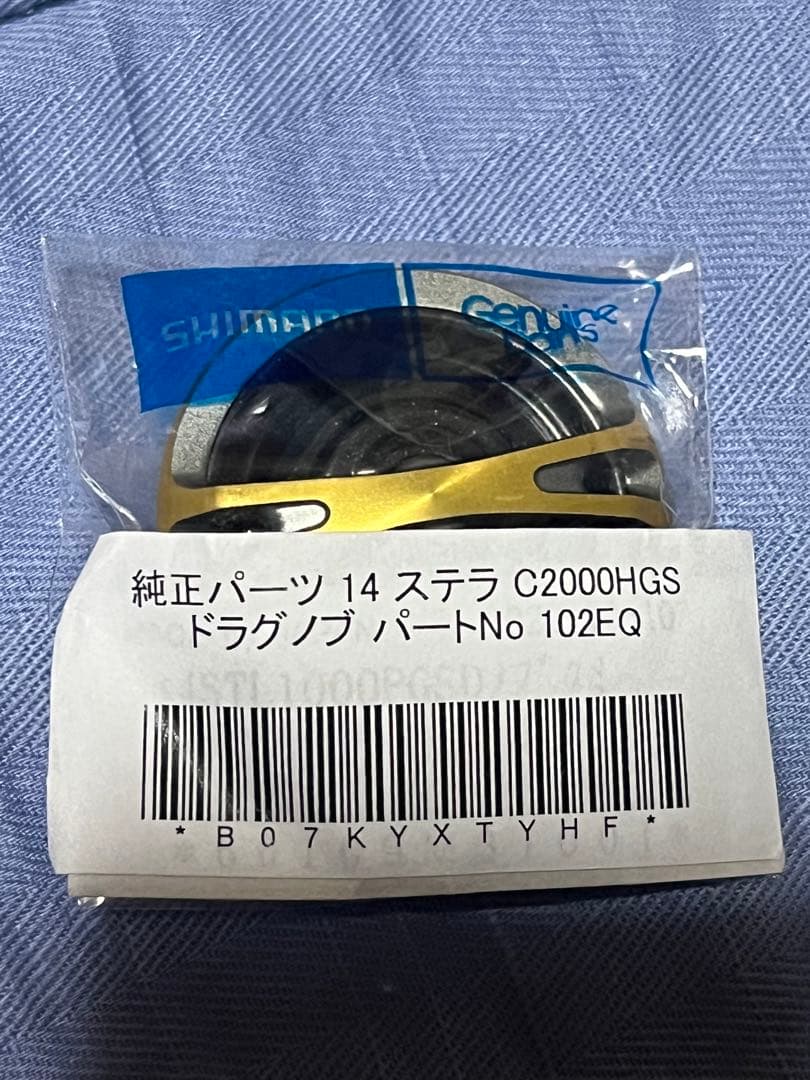 SHIMANO
Genuine
Parts
純正パーツ 14 ステラ C2000HGS
ドラグノブ パートNo 102EQ
*B07KYXTYHF*